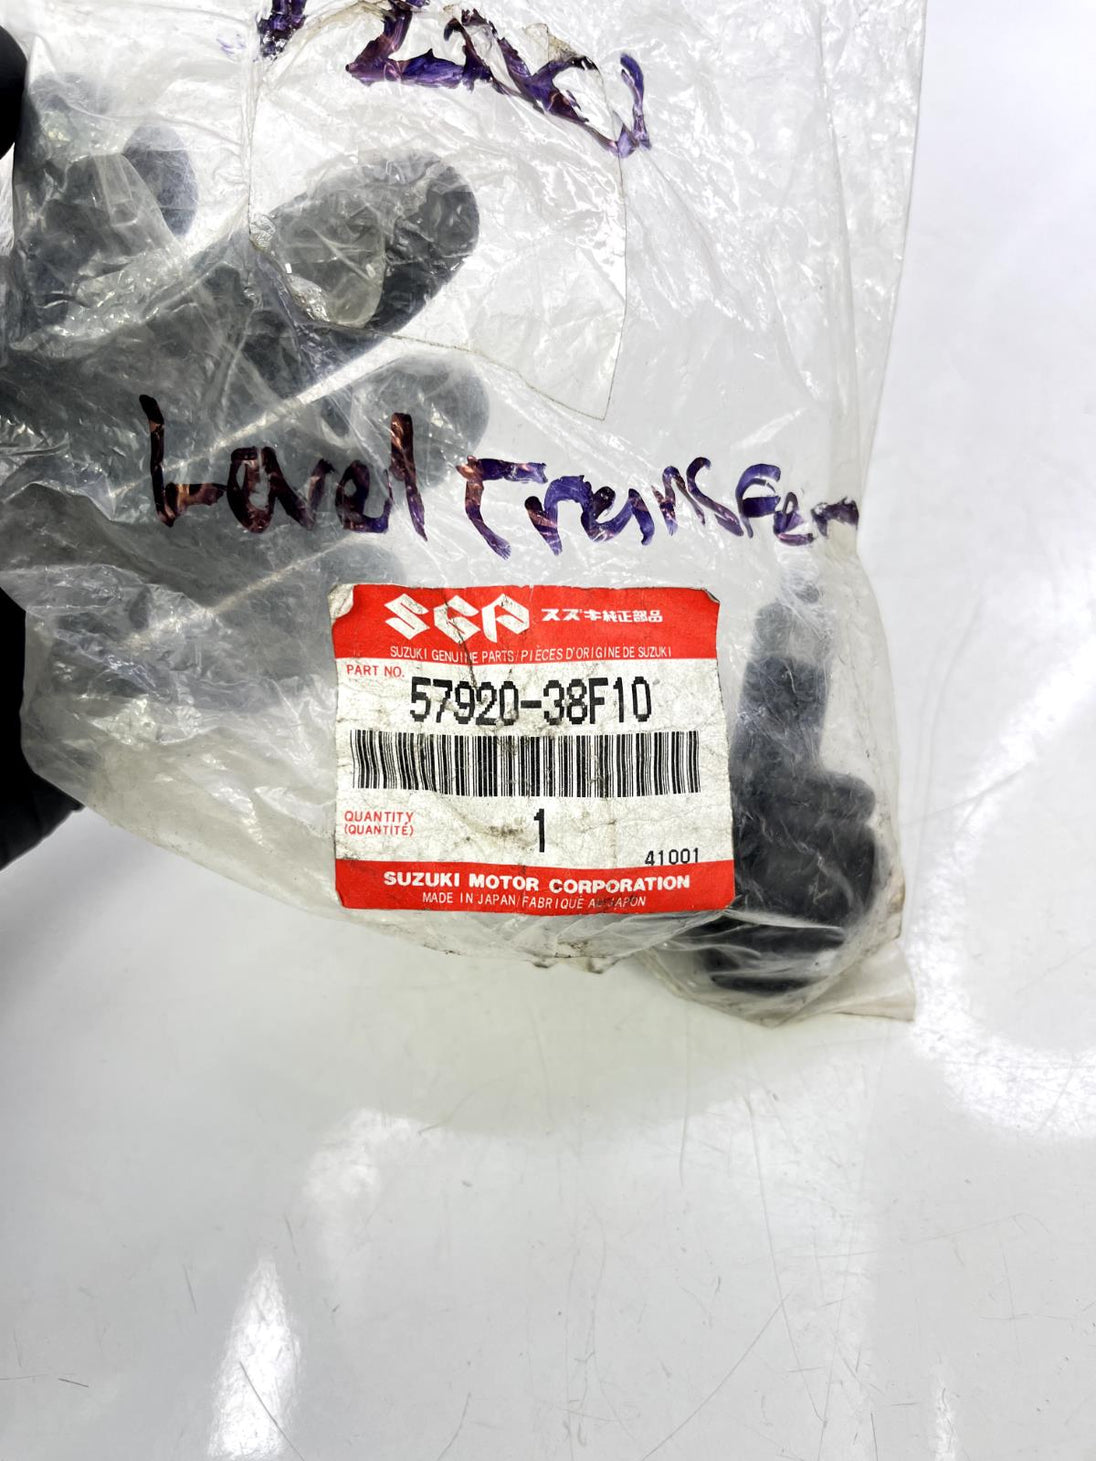 Lavel Transfer
SGP スズキ純正部品
SUZUKI GENUINE PARTS/PIÈCES D'ORIGINE DE SUZUKI
PART NO.
57920-38F10
QUANTITY
(QUANTITÉ)
1
41001
SUZUKI MOTOR CORPORATION
MADE IN JAPAN/FABRIQUÉ AU JAPON